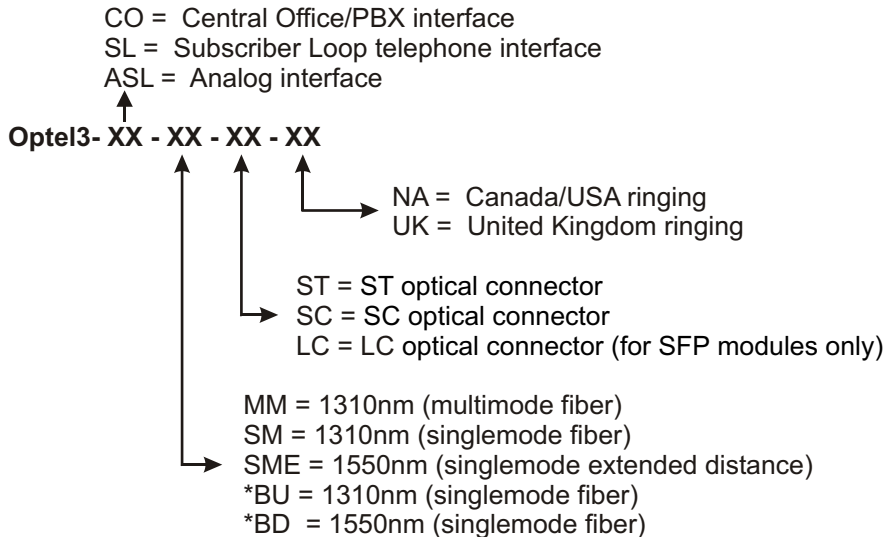 CO = Central Office/PBX interface
SL = Subscriber Loop telephone interface
ASL = Analog interface
Optel3- XX - XX - XX - XX
NA = Canada/USA ringing
UK = United Kingdom ringing
ST = ST optical connector
SC = SC optical connector
LC = LC optical connector (for SFP modules only)
MM = 1310nm (multimode fiber)
SM = 1310nm (singlemode fiber)
SME = 1550nm (singlemode extended distance)
*BU = 1310nm (singlemode fiber)
*BD = 1550nm (singlemode fiber)